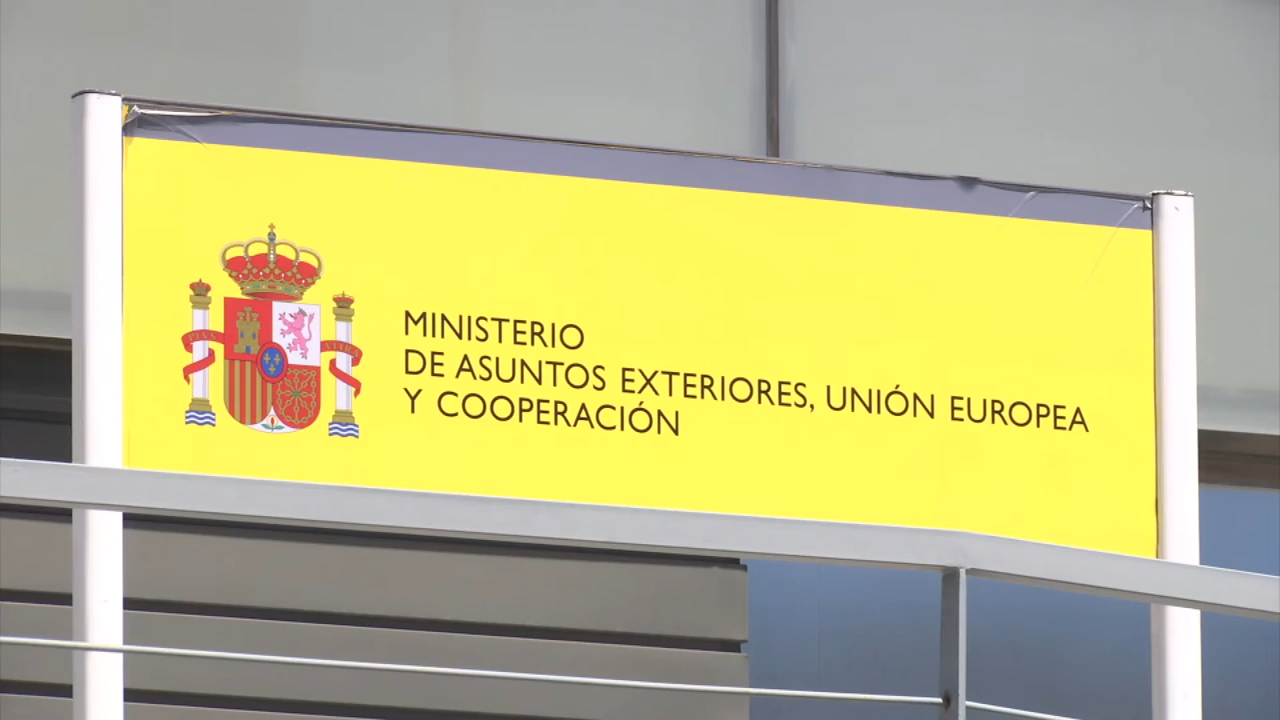 MINISTERIO
DE ASUNTOS EXTERIORES, UNIÓN EUROPEA
Y COOPERACIÓN